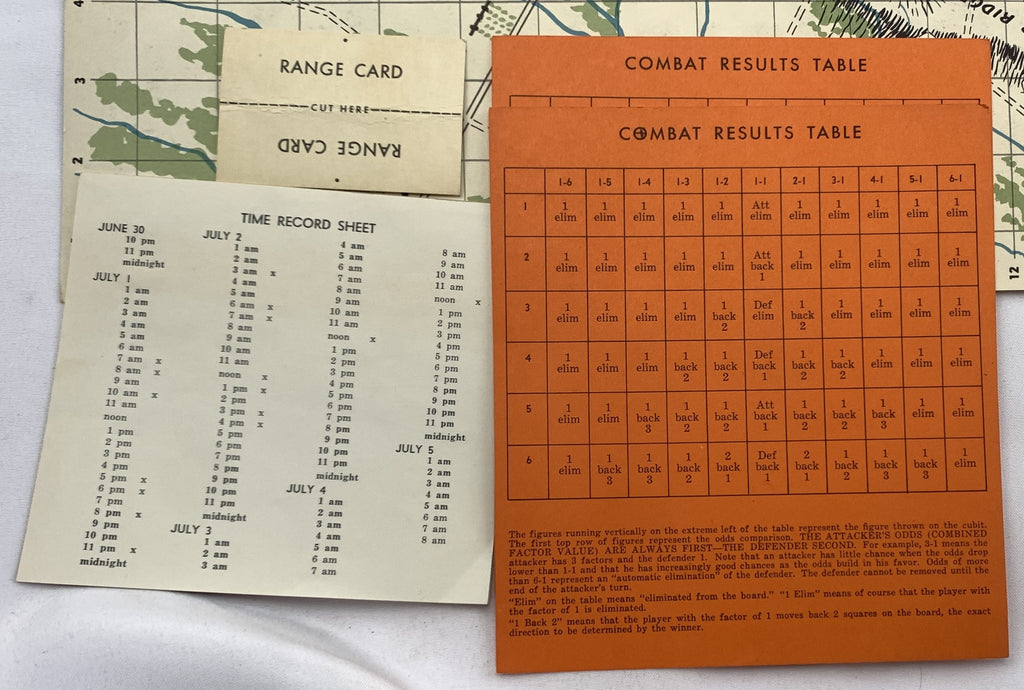 4
3
2
RANGE CARD
CUT HERE
RANGE CARD
TIME RECORD SHEET
JUNE 30
10 pm
11 pm
midnight
JULY 1
1 am
2 am
3 am
4 am
5 am
6 am
7 am x
8 am x
9 am
10 am x
11 am
noon
1 pm
2 pm
3 pm
4 pm
5 pm x
6 pm x
7 pm
8 pm x
9 pm
10 pm
11 pm x
midnight
JULY 2
1 am
2 am
3 am x
4 am
5 am
6 am x
7 am x
8 am
9 am
10 am
11 am
noon x
1 pm x
2 pm
3 pm x
4 pm x
5 pm
6 pm
7 pm
8 pm
9 pm
10 pm
11 pm
midnight
JULY 3
1 am
2 am
3 am
4 am
5 am
6 am
7 am
8 am
9 am
10 am
11 am
noon x
1 pm
2 pm
3 pm
4 pm
5 pm
6 pm
7 pm
8 pm
9 pm
10 pm
11 pm
midnight
JULY 4
1 am
2 am
3 am
4 am
5 am
6 am
7 am
8 am
9 am
10 am
11 am
noon x
1 pm
2 pm
3 pm
4 pm
5 pm
6 pm
7 pm
8 pm
9 pm
10 pm
11 pm
midnight
JULY 5
1 am
2 am
3 am
4 am
5 am
6 am
7 am
8 am
COMBAT RESULTS TABLE
COMBAT RESULTS TABLE
1-6 1-5 1-4 1-3 1-2 1-1 2-1 3-1 4-1 5-1 6-1
1 1 1 1 1 1 Att 1 1 1 1 1
elim elim elim elim elim elim elim elim elim elim elim
2 1 1 1 1 1 Att 1 1 1 1 1
elim elim elim elim elim back elim elim elim elim elim
1
3 1 1 1 1 1 Def 1 1 1 1 1
elim elim elim elim back elim back elim elim elim elim
2 2
4 1 1 1 1 1 Def 1 1 1 1 1
elim elim elim back back back back back elim elim elim
2 2 1 2 2
5 1 1 1 1 1 Att 1 1 1 1 1
elim elim back back back back back back back elim elim
3 2 2 1 2 2 3
6 1 1 1 1 2 Def 2 1 1 1 1
elim back back back back back back back back back elim
3 3 2 1 1 1 2 3 3
The figures running vertically on the extreme left of the table represent the figure thrown on the cubit.
The first top row of figures represent the odds comparison. THE ATTACKER'S ODDS (COMBINED
FACTOR VALUE) ARE ALWAYS FIRST—THE DEFENDER SECOND. For example, 3-1 means the
attacker has 3 factors and the defender 1. Note that an attacker has little chance when the odds drop
lower than 1-1 and that he has increasingly good chances as the odds build in his favor. Odds of more
than 6-1 represent an "automatic elimination" of the defender. The defender cannot be removed until the
end of the attacker's turn.
"Elim" on the table means "eliminated from the board." "1 Elim" means of course that the player with
the factor of 1 is eliminated.
"1 Back 2" means that the player with the factor of 1 moves back 2 squares on the board, the exact
direction to be determined by the winner.
12